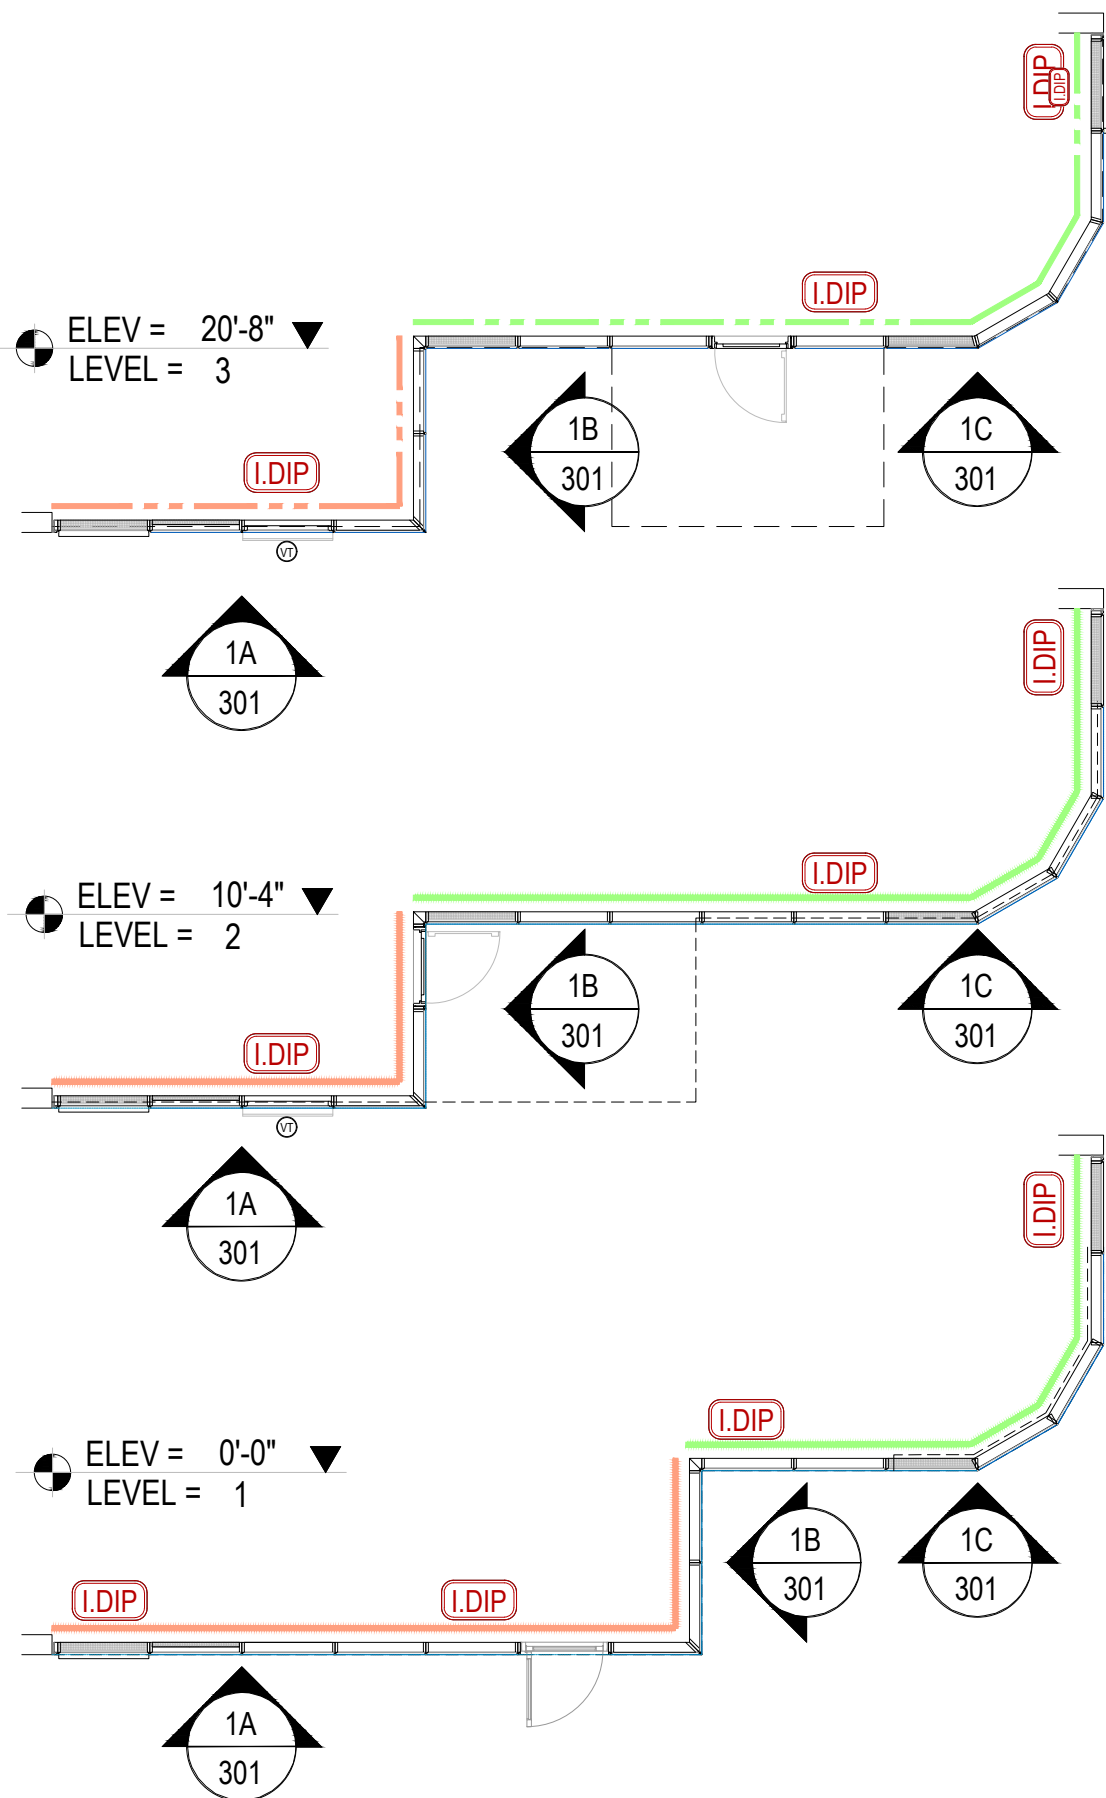 I.DIP
I.DIP
I.DIP
ELEV = 20'-8"
LEVEL = 3
I.DIP
1B
301
1C
301
VT
1A
301
I.DIP
I.DIP
ELEV = 10'-4"
LEVEL = 2
1B
301
1C
301
I.DIP
VT
1A
301
I.DIP
I.DIP
ELEV = 0'-0"
LEVEL = 1
1B
301
1C
301
I.DIP
I.DIP
1A
301